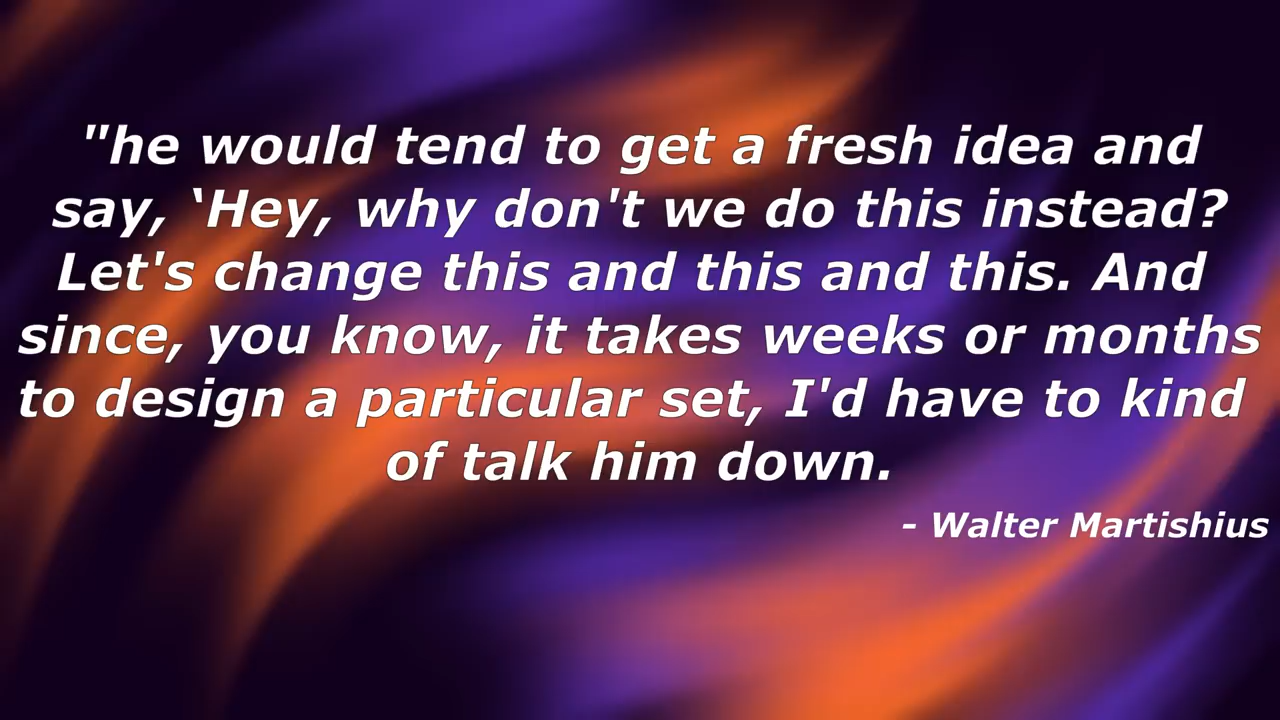 "he would tend to get a fresh idea and
say, ‘Hey, why don't we do this instead?
Let's change this and this and this. And
since, you know, it takes weeks or months
to design a particular set, I'd have to kind
of talk him down.
- Walter Martishius